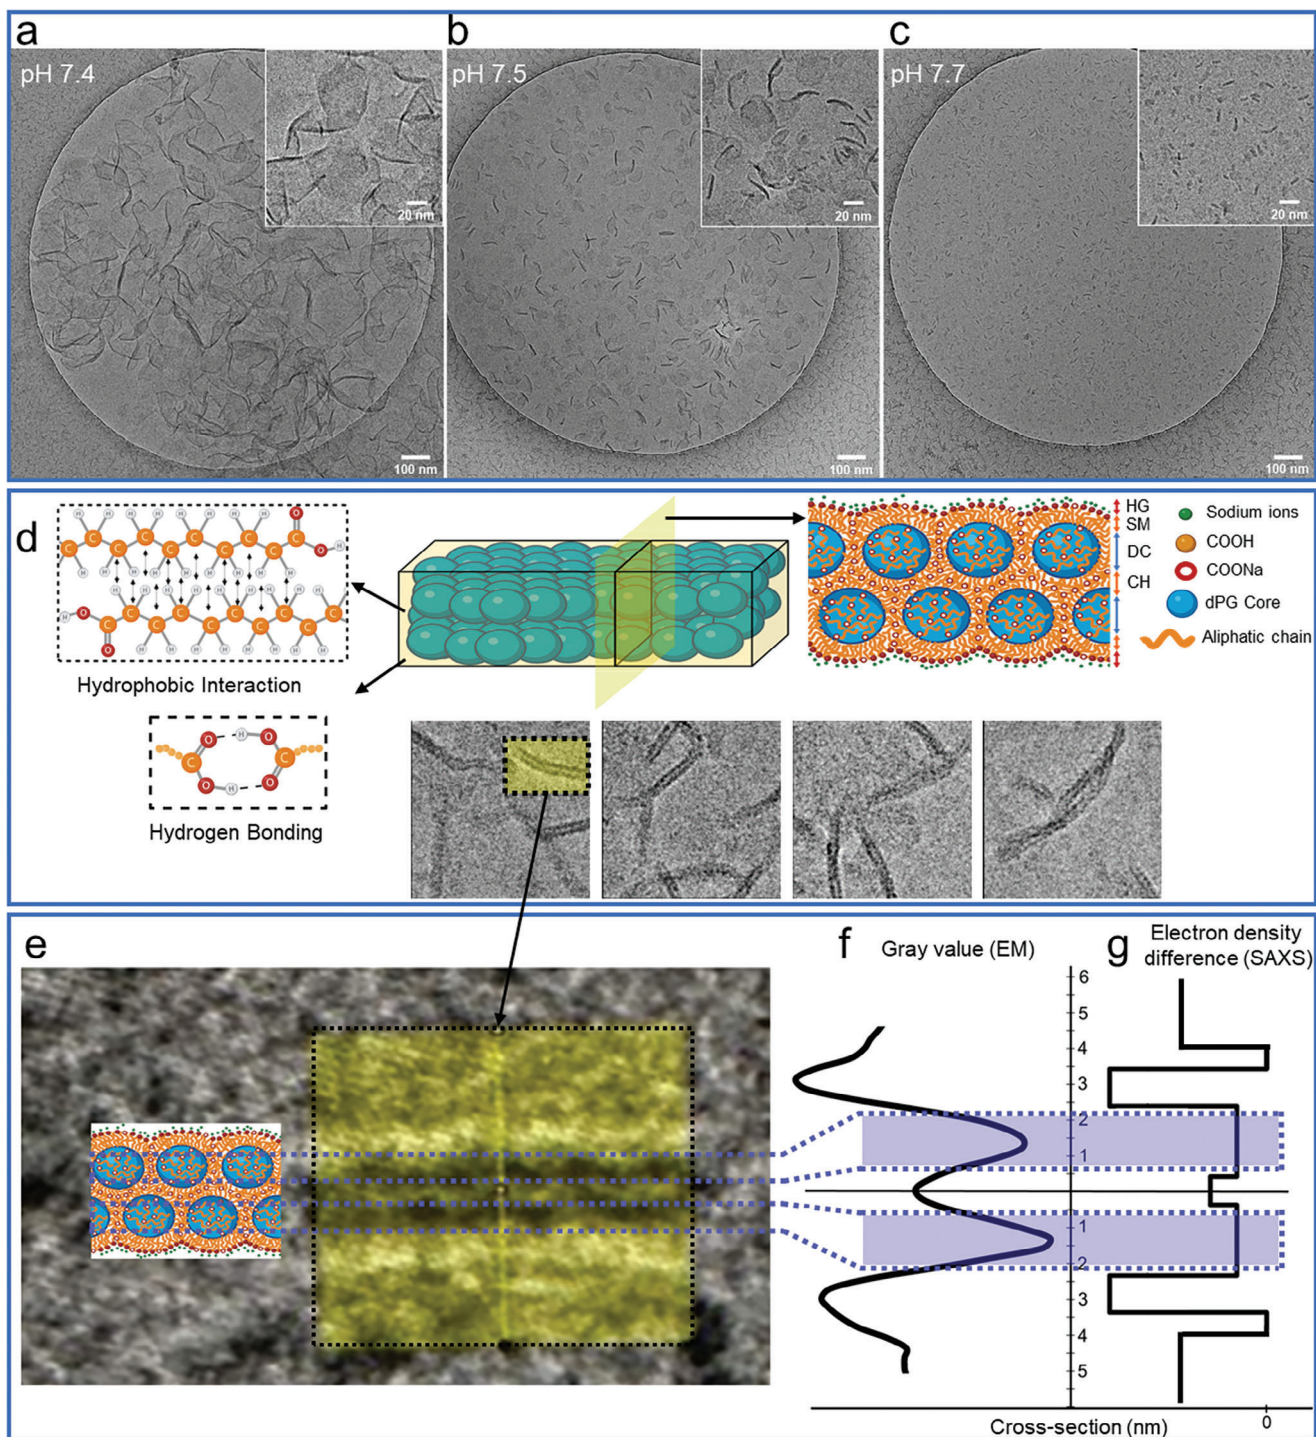 a
pH 7.4
20 nm
100 nm
b
pH 7.5
20 nm
100 nm
c
pH 7.7
20 nm
100 nm
d
H H H H H H H H O
C C C C C C C C O H
H H H H H H H
H H H H H H H
H O C C C C C C C C
O H H H H H H H H
Hydrophobic Interaction
O H O
C C
O H O
Hydrogen Bonding
HG
SM
DC
CH
Sodium ions
COOH
COONa
dPG Core
Aliphatic chain
e
f
Gray value (EM)
g
Electron density
difference (SAXS)
6
5
4
3
2
1
1
2
3
4
5
Cross-section (nm)
0